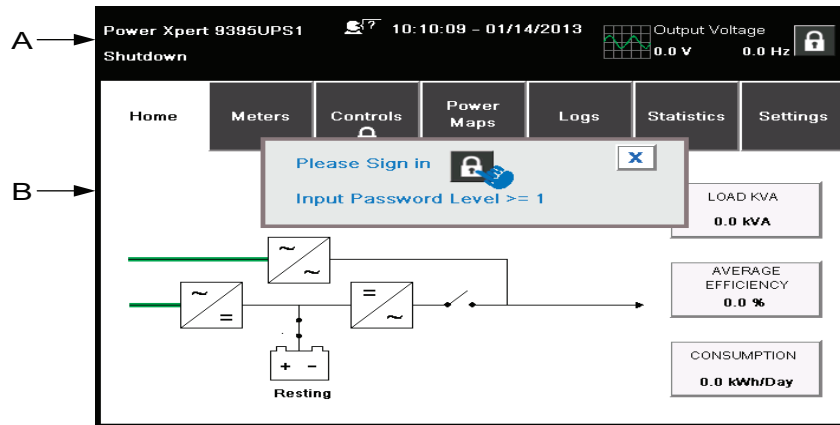 A
Power Xpert 9395UPS1
Shutdown
? 10:10:09 - 01/14/2013
Output Voltage
0.0 V 0.0 Hz
Home
Meters
Controls
Power
Maps
Logs
Statistics
Settings
B
Please Sign in
X
Input Password Level >= 1
LOAD KVA
0.0 kVA
AVERAGE
EFFICIENCY
0.0 %
CONSUMPTION
0.0 kWh/Day
~
~
~
=
=
~
+ -
Resting